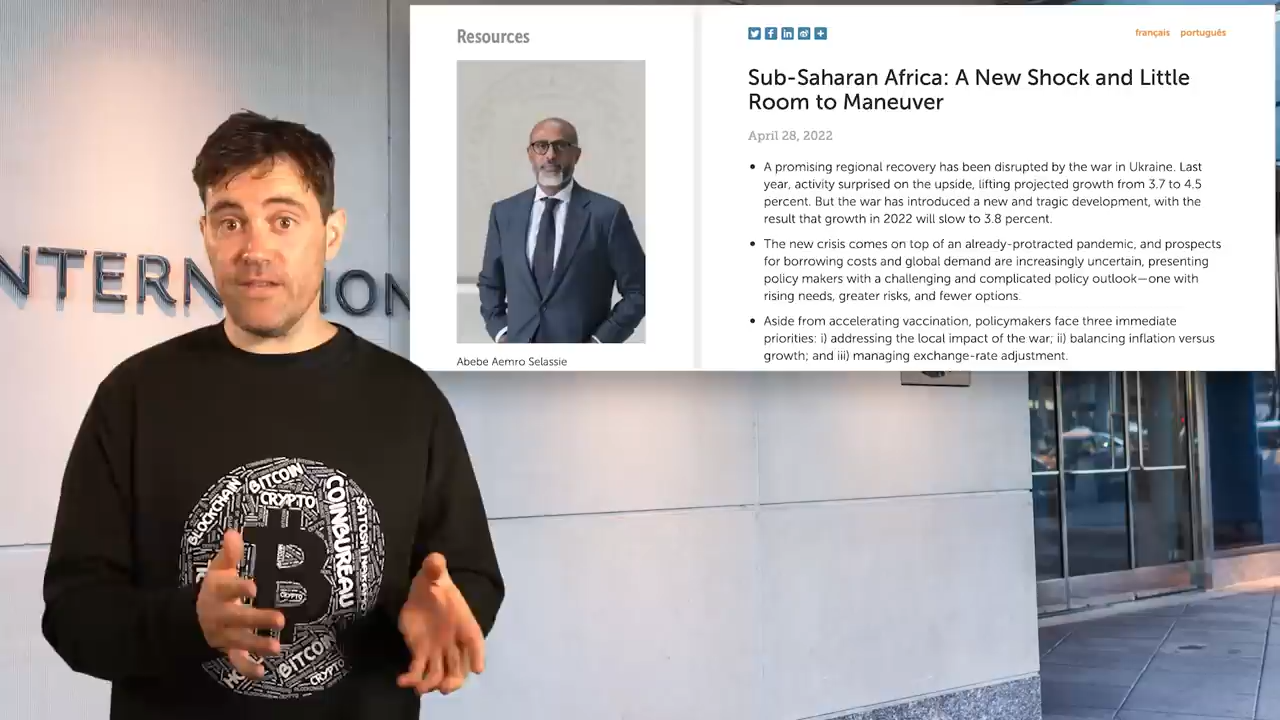 NTERN
ION
Resources
Abebe Aemro Selassie
français português
Sub-Saharan Africa: A New Shock and Little
Room to Maneuver
April 28, 2022
A promising regional recovery has been disrupted by the war in Ukraine. Last
year, activity surprised on the upside, lifting projected growth from 3.7 to 4.5
percent. But the war has introduced a new and tragic development, with the
result that growth in 2022 will slow to 3.8 percent.
The new crisis comes on top of an already-protracted pandemic, and prospects
for borrowing costs and global demand are increasingly uncertain, presenting
policy makers with a challenging and complicated policy outlook—one with
rising needs, greater risks, and fewer options.
Aside from accelerating vaccination, policymakers face three immediate
priorities: i) addressing the local impact of the war; ii) balancing inflation versus
growth; and iii) managing exchange-rate adjustment.
BLOCKCHAIN
BITCOIN
CRYPTO
COINBUREAU
BITCOIN
CRYPTO